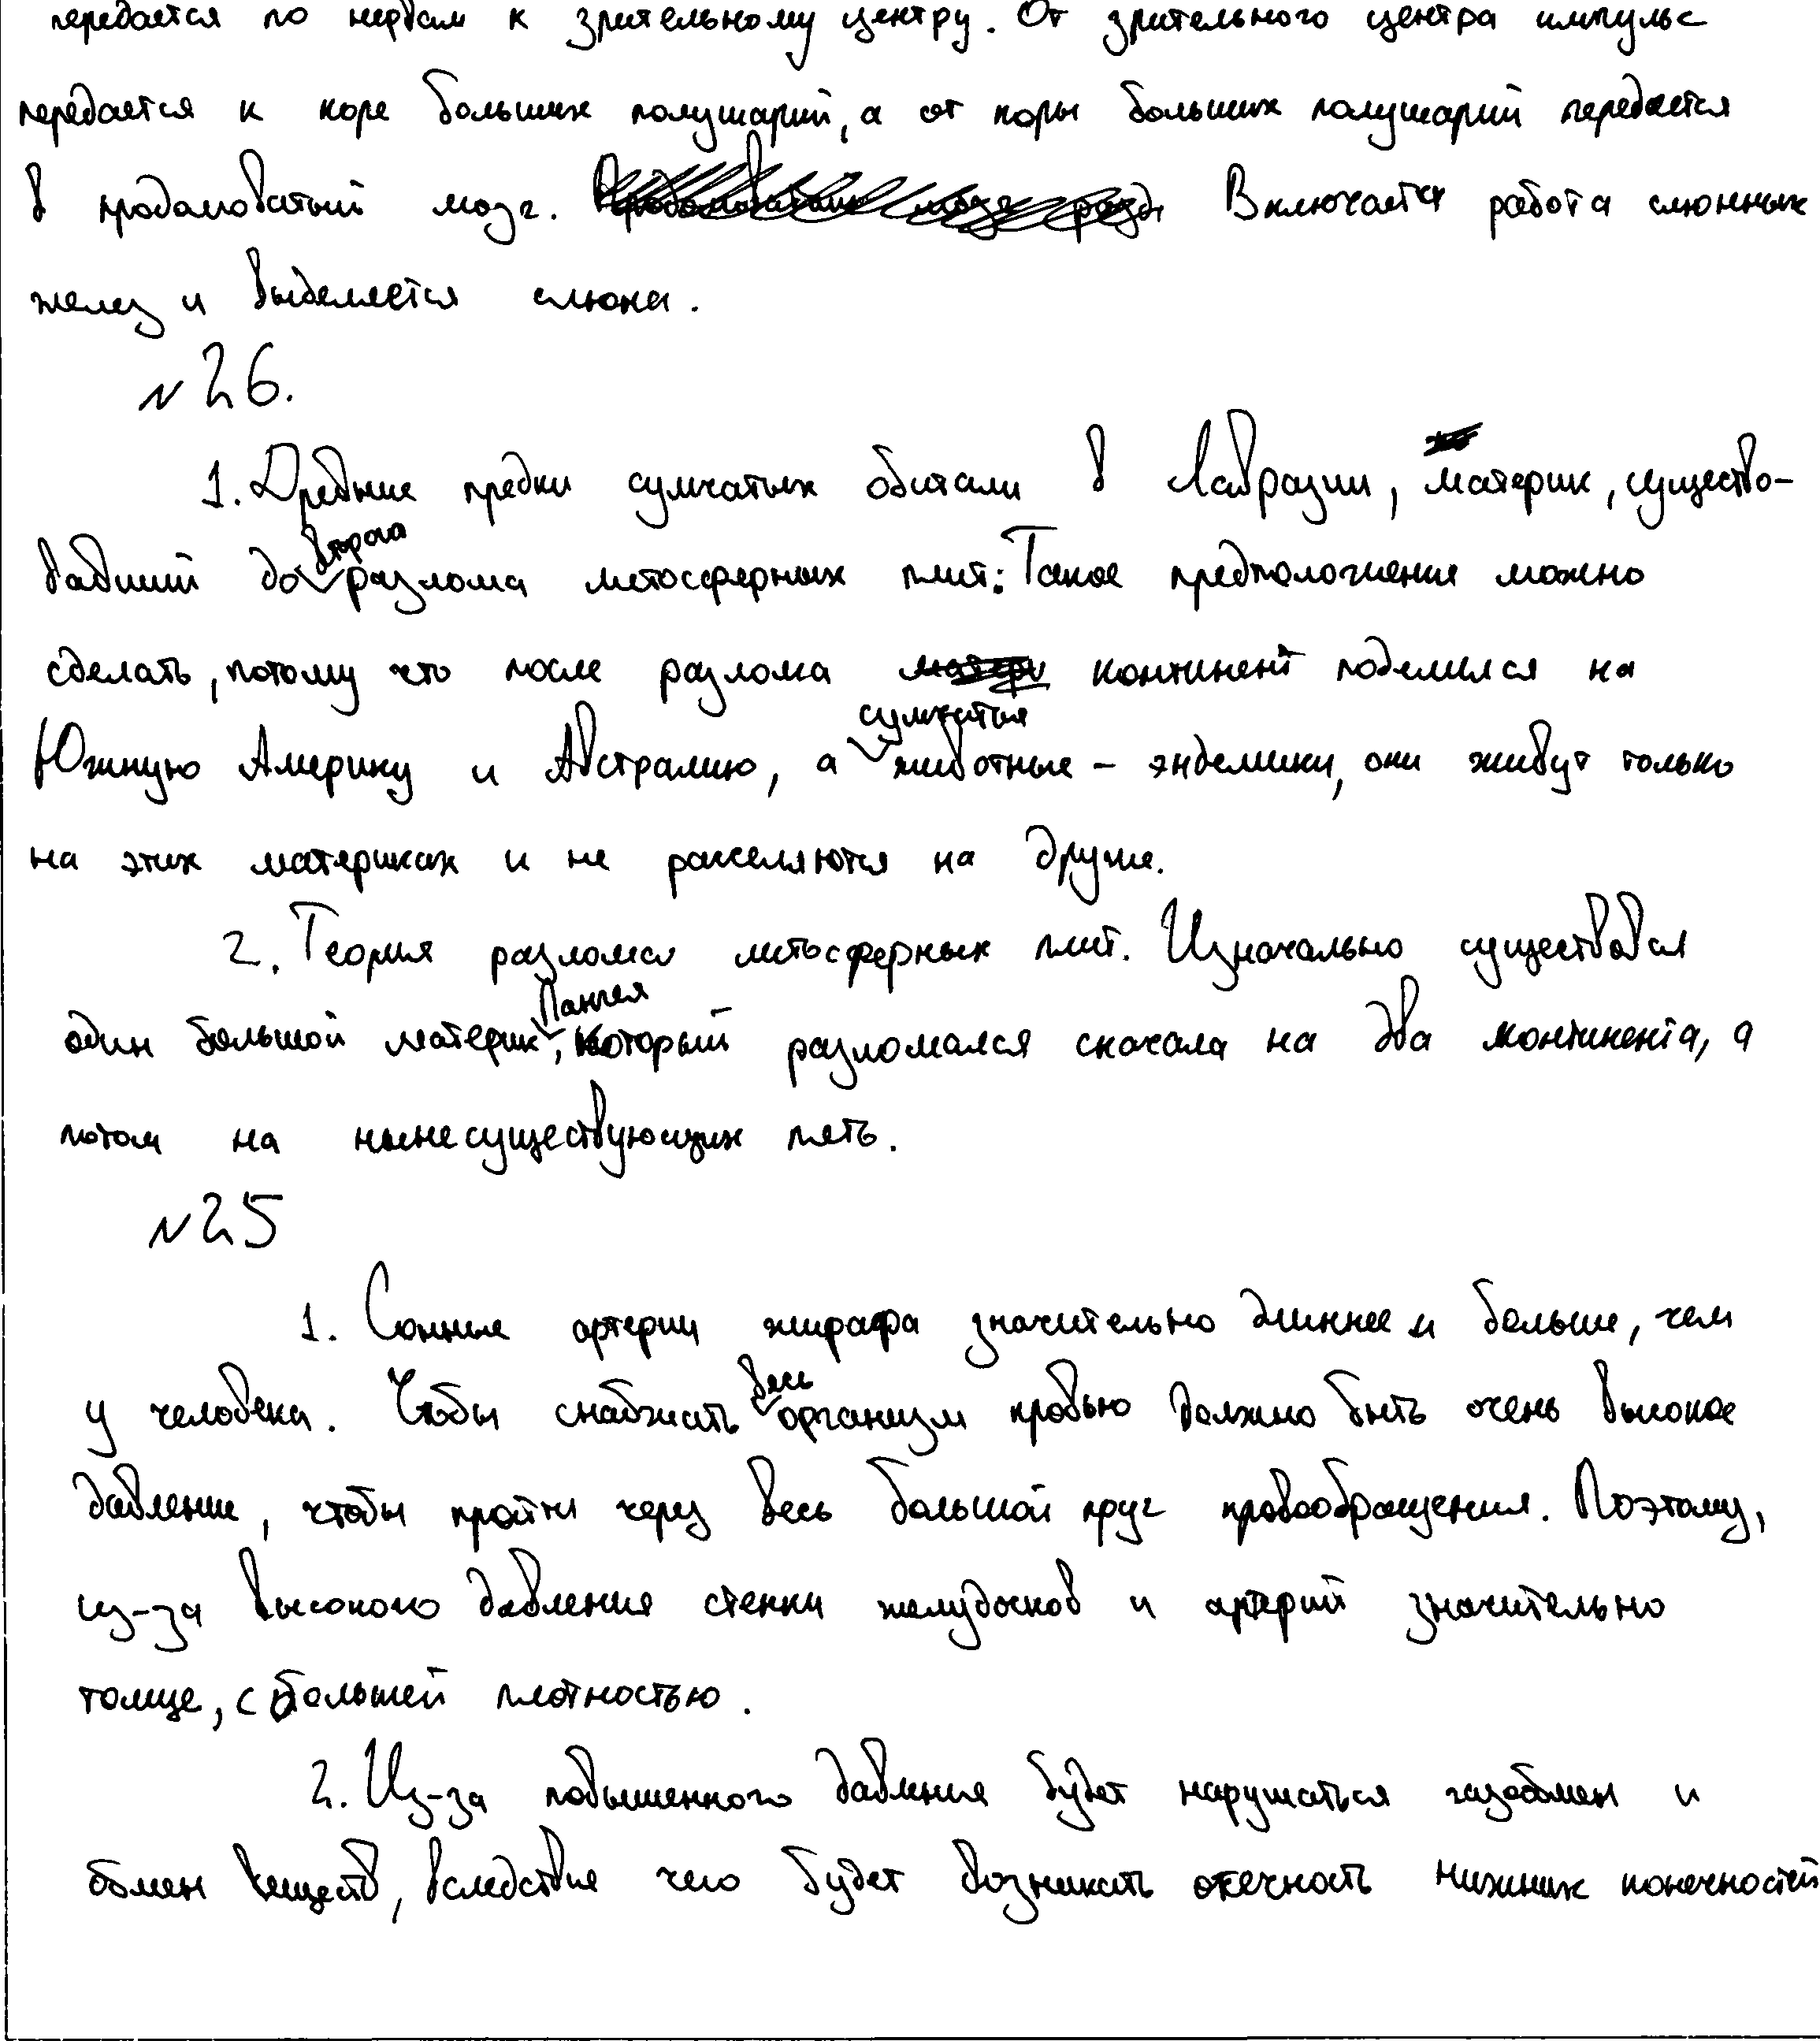 передается по нервам к зрительному центру. От зрительного центра импульс
передается к коре больших полушарий, а от коры больших полушарий передается
в продолговатый мозг. Включается работа слюнных
желез и выделяется слюна.
№26.
1. Древние предки сумчатых обитали в Лавразии, материк, существо-
вавший до второго разлома литосферных плит. Такое предположение можно
сделать, потому что после разлома континент поделился на
Южную Америку и Австралию, а сумчатые животные – эндемики, они живут только
на этих материках и не расселяются на другие.
2. Теория разлома литосферных плит. Изначально существовал
один большой материк Пангея, который разломался сначала на два континента, а
потом на нынесуществующих пять.
№25
1. Сонные артерии жирафа значительно длиннее и больше, чем
у человека. Чтобы снабжать весь организм кровью должно быть очень высокое
давление, чтобы пройти через весь большой круг кровообращения. Поэтому,
из-за высокого давления стенки желудочков и артерий значительно
толще, с большей плотностью.
2. Из-за повышенного давления будет нарушаться газообмен и
обмен веществ, вследствие чего будет возникать отечность нижних конечностей